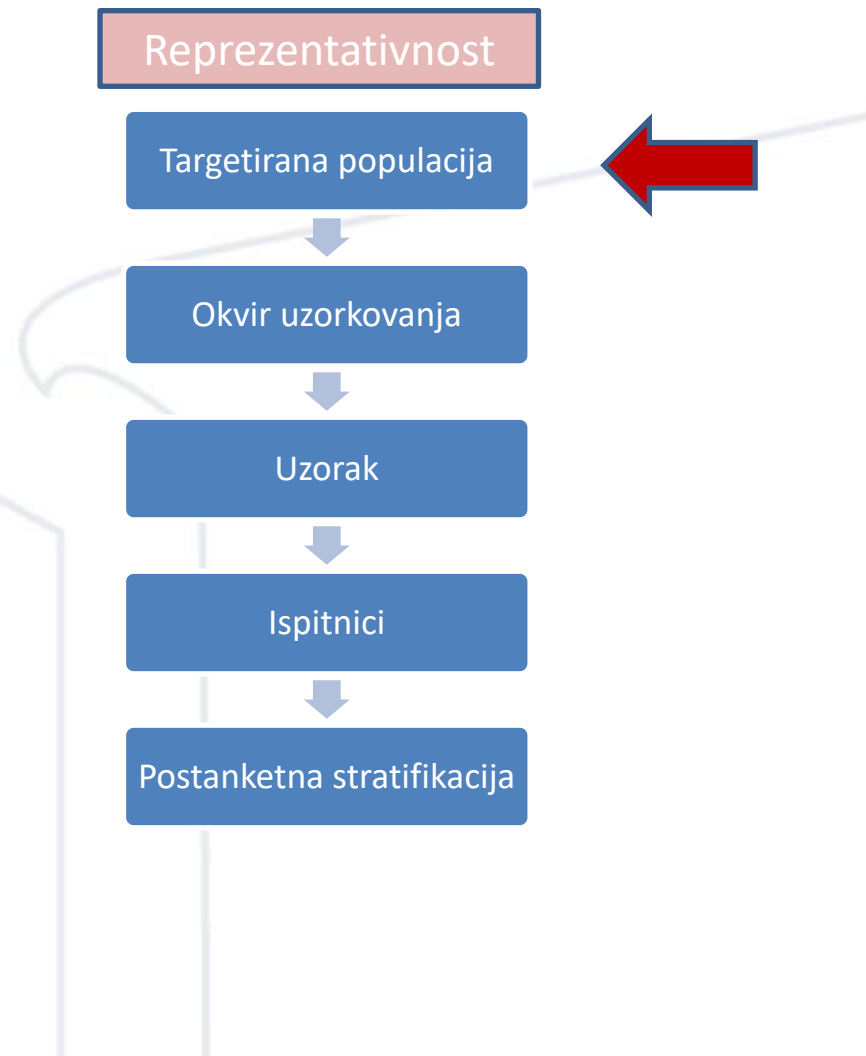 Reprezentativnost
Targetirana populacija
Okvir uzorkovanja
Uzorak
Ispitnici
Postanketna stratifikacija